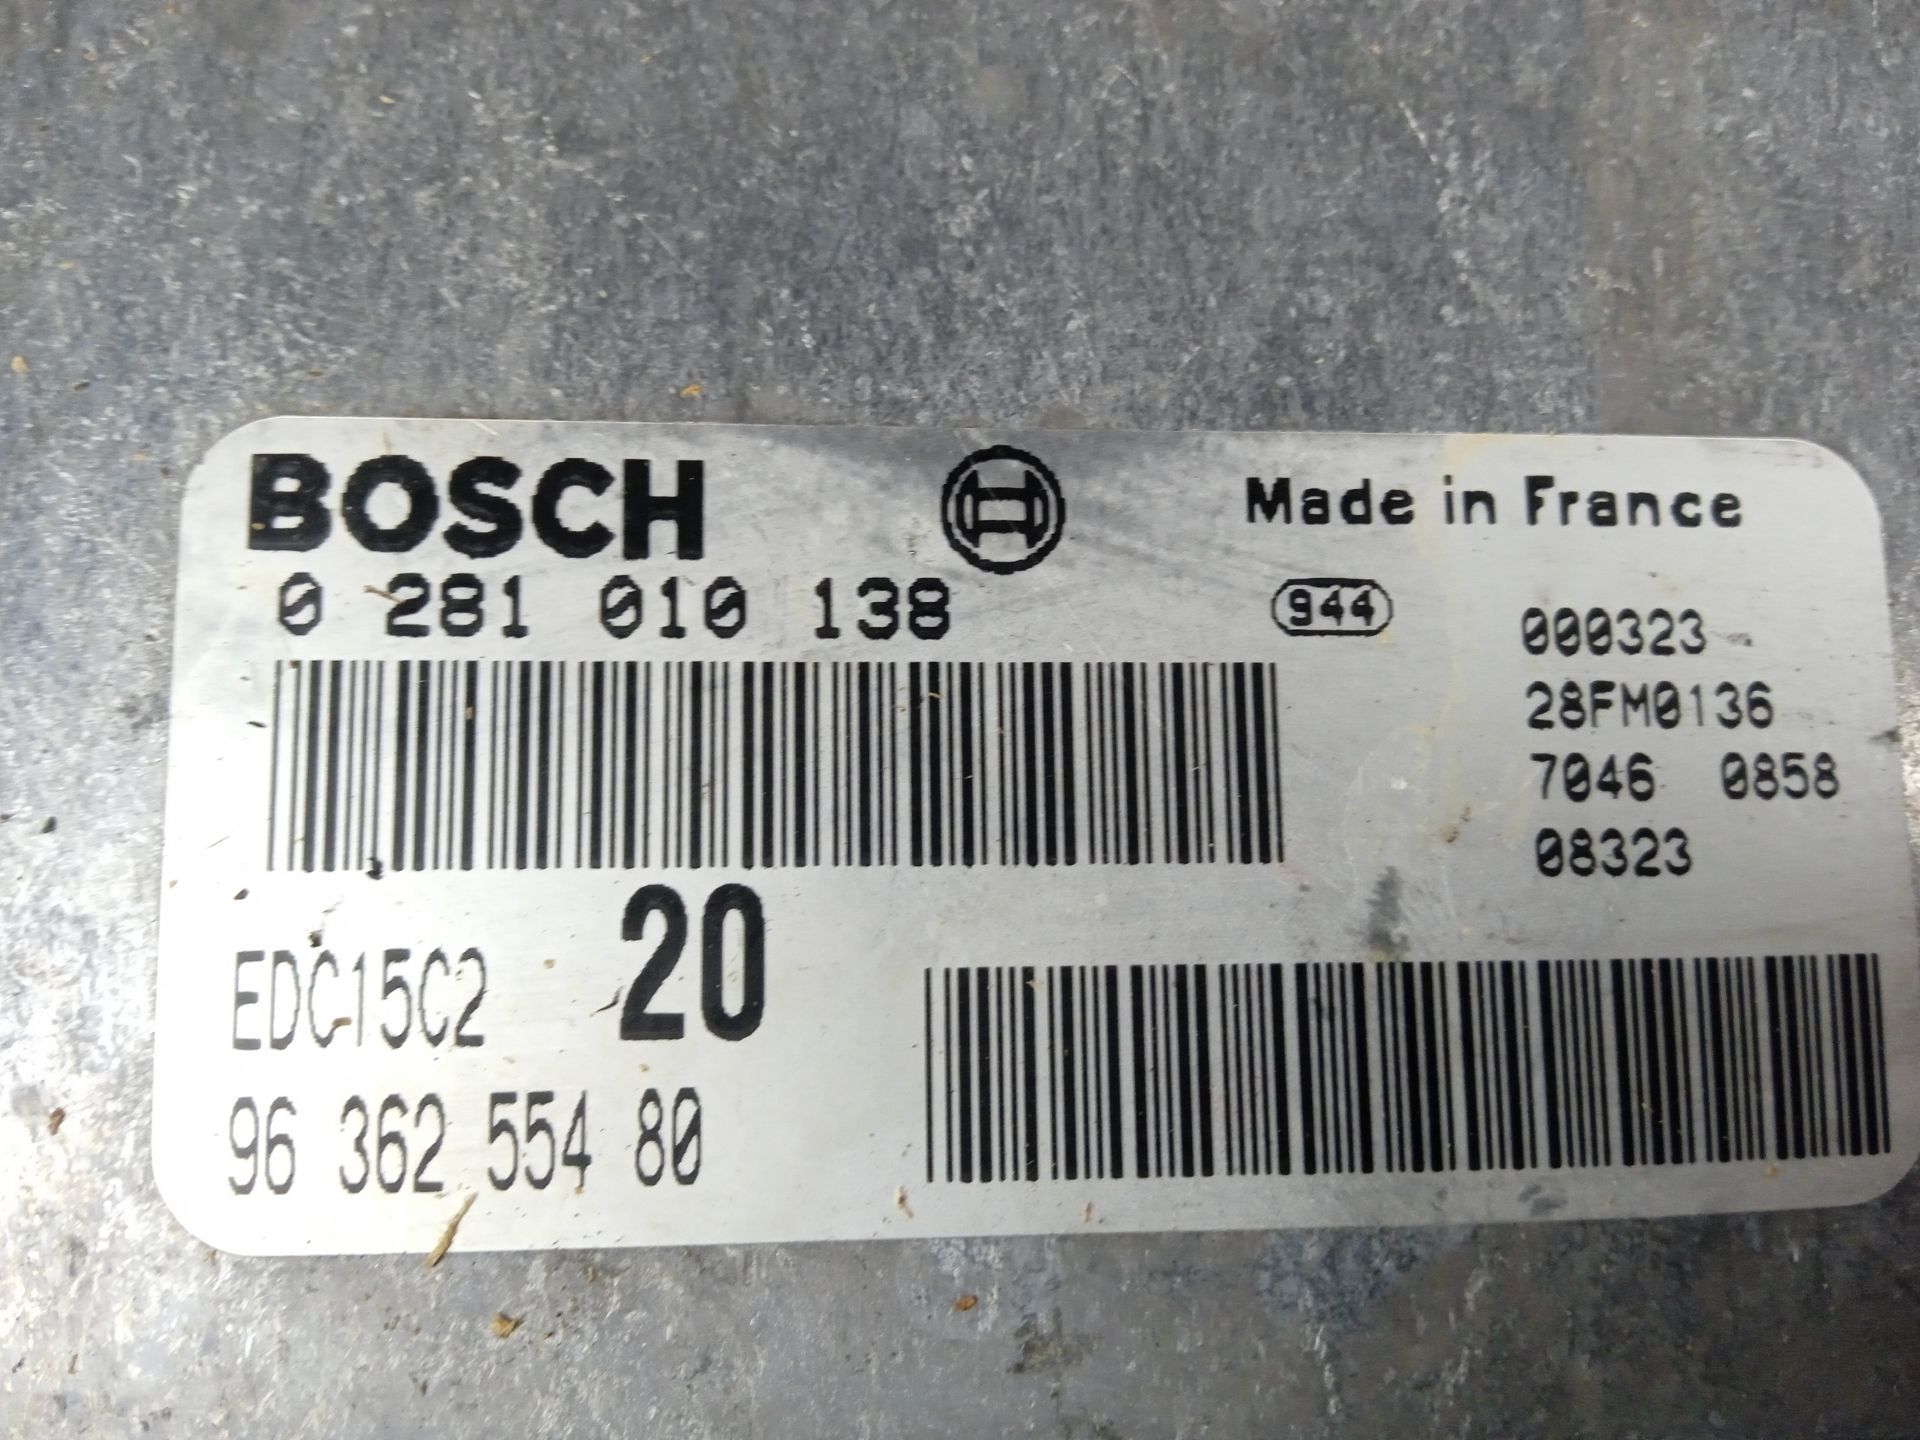 BOSCH Made in France
0 281 010 138 944 000323
28FM0136
7046 0858
08323
EDC15C2 20
96 362 554 80